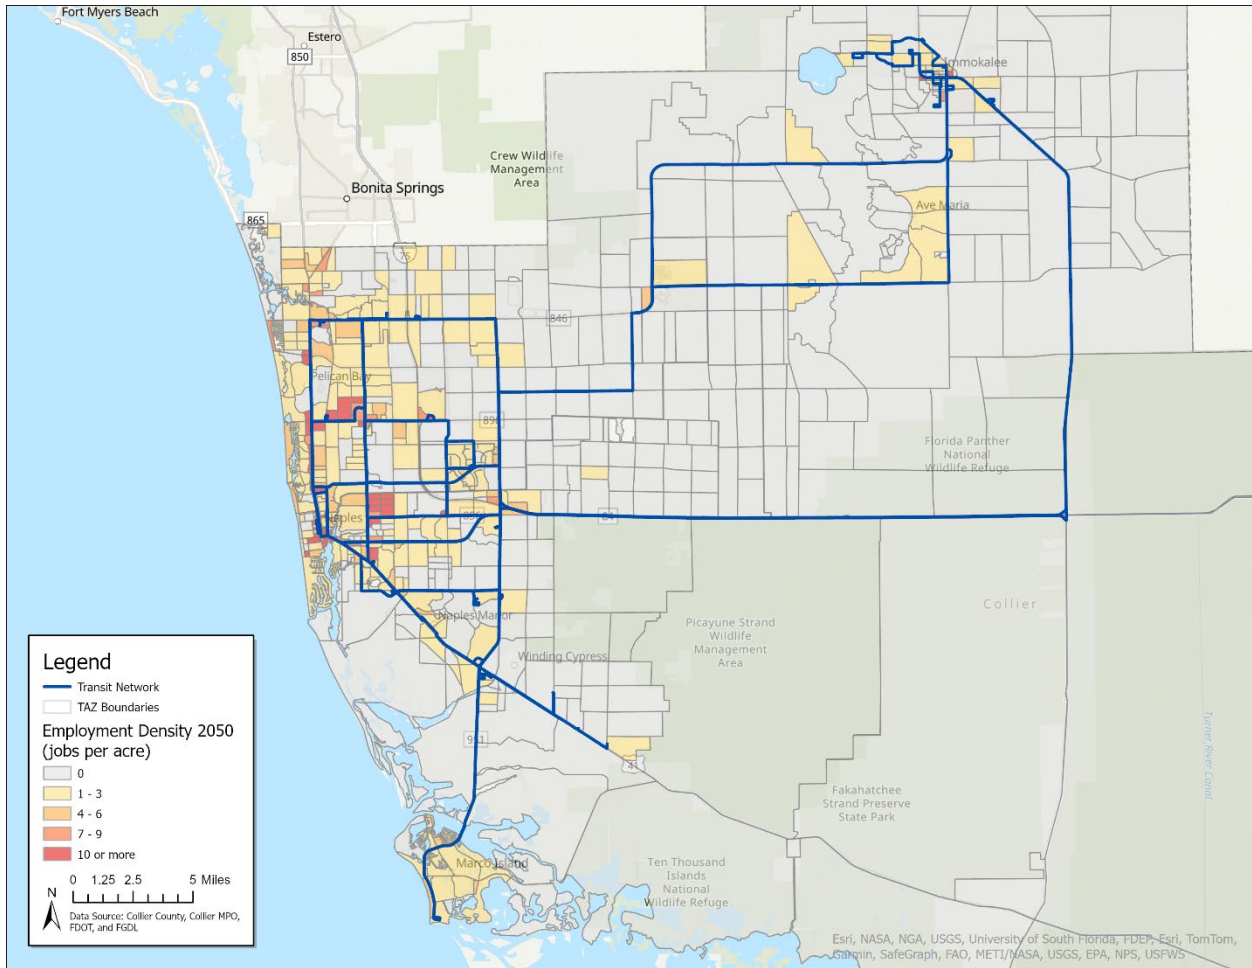 Fort Myers Beach
Estero
850
Immokalee
Crew Wildlife
Management
Area
Bonita Springs
865
Ave Maria
75
846
Pelican Bay
896
Florida Panther
National
Wildlife Refuge
Naples
84
856
Collier
Naples Manor
Picayune Strand
Wildlife
Management
Area
Winding Cypress
951
41
Turner River Canal
Fakahatchee
Strand Preserve
State Park
Marco Island
Ten Thousand
Islands
National
Wildlife Refuge
Legend
Transit Network
TAZ Boundaries
Employment Density 2050
(jobs per acre)
0
1 - 3
4 - 6
7 - 9
10 or more
0 1.25 2.5 5 Miles
N
Data Source: Collier County, Collier MPO,
FDOT, and FGDL
Esri, NASA, NGA, USGS, University of South Florida, FDEP, Esri, TomTom,
Garmin, SafeGraph, FAO, METI/NASA, USGS, EPA, NPS, USFWS